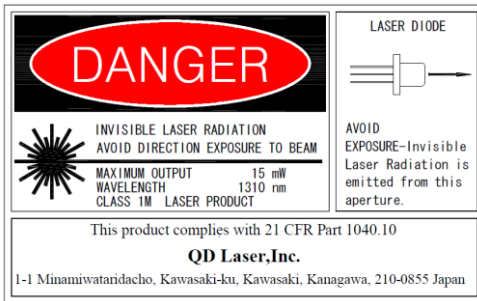 DANGER
INVISIBLE LASER RADIATION
AVOID DIRECTION EXPOSURE TO BEAM
MAXIMUM OUTPUT 15 mW
WAVELENGTH 1310 nm
CLASS 1M LASER PRODUCT
LASER DIODE
AVOID
EXPOSURE-Invisible
Laser Radiation is
emitted from this
aperture.
This product complies with 21 CFR Part 1040.10
QD Laser,Inc.
1-1 Minamiwataridacho, Kawasaki-ku, Kawasaki, Kanagawa, 210-0855 Japan